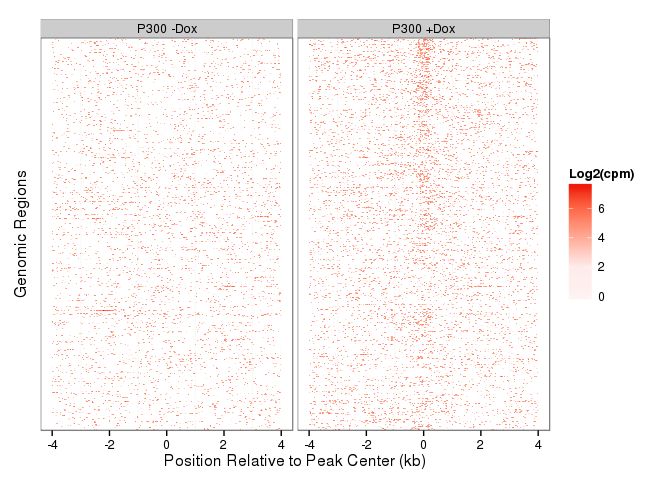 P300 -Dox
P300 +Dox
Genomic Regions
Log2(cpm)
6
4
2
0
-4 -2 0 2 4
-4 -2 0 2 4
Position Relative to Peak Center (kb)